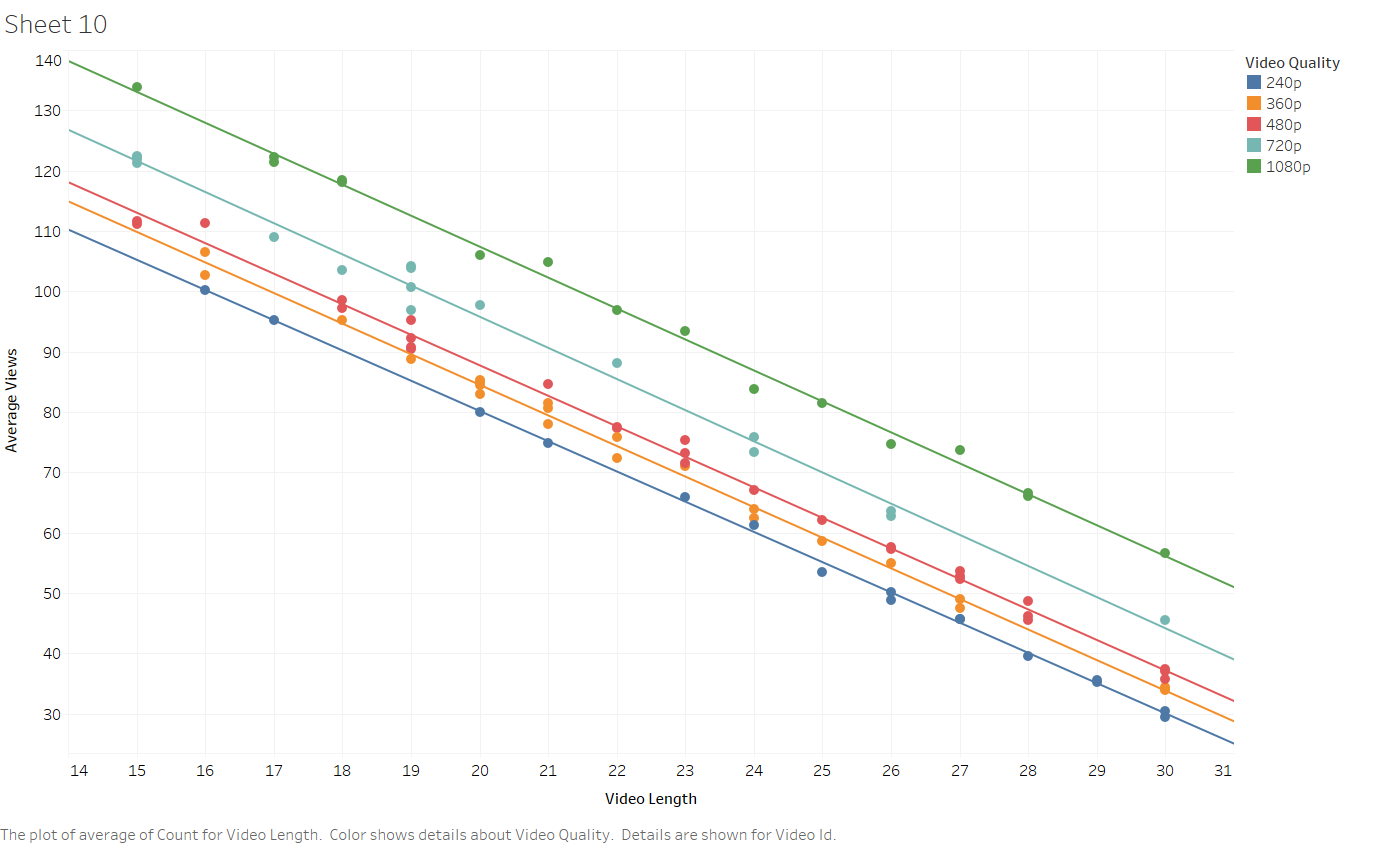 Sheet 10
Video Quality
240p
360p
480p
720p
1080p
140
130
120
110
100
90
80
70
60
50
40
30
Average Views
14 15 16 17 18 19 20 21 22 23 24 25 26 27 28 29 30 31
Video Length
The plot of average of Count for Video Length. Color shows details about Video Quality. Details are shown for Video Id.